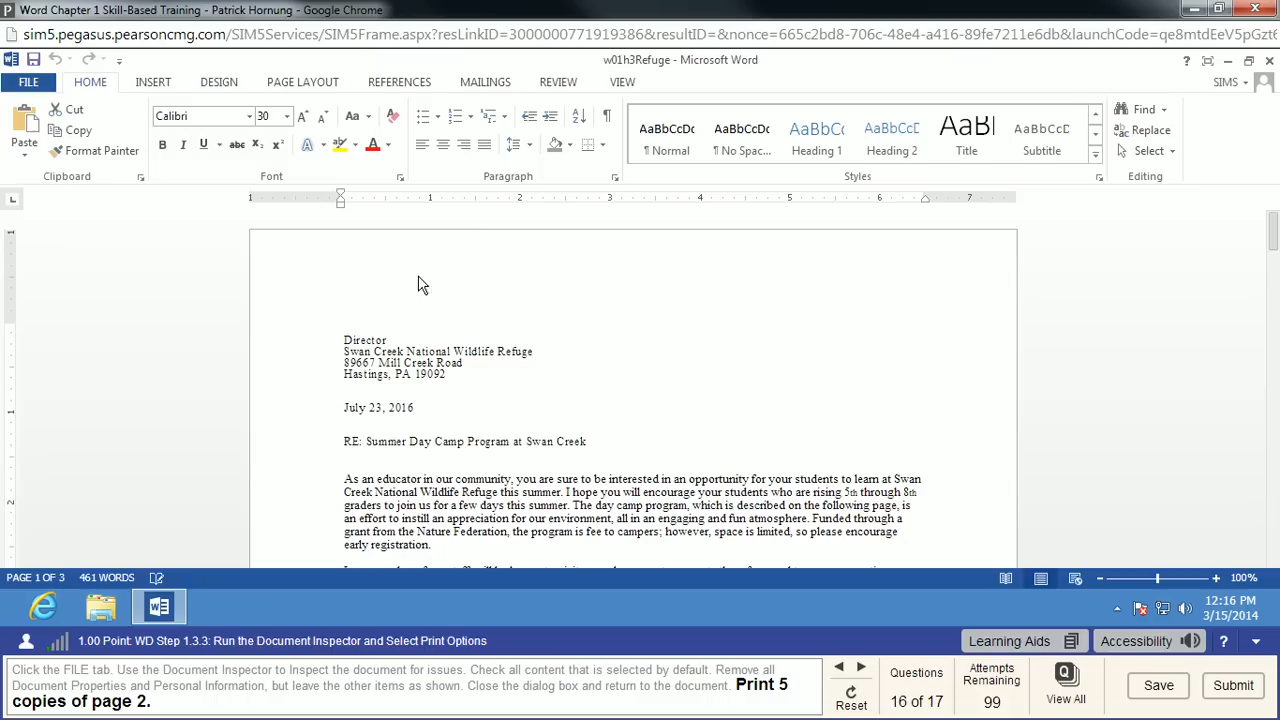 Word Chapter 1 Skill-Based Training - Patrick Hornung - Google Chrome
sim5.pegasus.pearsoncmg.com/SIM5Services/SIM5Frame.aspx?resLinkID=3000000771919386&resultID=&nonce=665c2bd8-706c-48e4-a416-89fe7211e6db&launchCode=qe8mtdEeV5pGzt6
w01h3Refuge - Microsoft Word
FILE HOME INSERT DESIGN PAGE LAYOUT REFERENCES MAILINGS REVIEW VIEW SIMS
Paste
Cut
Copy
Format Painter
Clipboard
Calibri 30
Font
Paragraph
AaBbCcDc AaBbCcDc AaBbC AaBbCcD AaBl AaBbCcD
¶ Normal ¶ No Spac... Heading 1 Heading 2 Title Subtitle
Styles
Find
Replace
Select
Editing
1 1 2 3 4 5 6 7
Director
Swan Creek National Wildlife Refuge
89667 Mill Creek Road
Hastings, PA 19092
July 23, 2016
RE: Summer Day Camp Program at Swan Creek
As an educator in our community, you are sure to be interested in an opportunity for your students to learn at Swan
Creek National Wildlife Refuge this summer. I hope you will encourage your students who are rising 5th through 8th
graders to join us for a few days this summer. The day camp program, which is described on the following page, is
an effort to instill an appreciation for our environment, all in an engaging and fun atmosphere. Funded through a
grant from the Nature Federation, the program is fee to campers; however, space is limited, so please encourage
early registration.
PAGE 1 OF 3 461 WORDS 100%
12:16 PM
3/15/2014
1.00 Point: WD Step 1.3.3: Run the Document Inspector and Select Print Options
Learning Aids Accessibility ?
Click the FILE tab. Use the Document Inspector to Inspect the document for issues. Check all content that is selected by default. Remove all
Document Properties and Personal Information, but leave the other items as shown. Close the dialog box and return to the document. Print 5
copies of page 2.
Reset
Questions
16 of 17
Attempts
Remaining
99
View All
Save
Submit